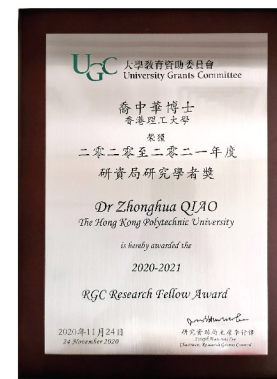 UGC 大學教育資助委員會
University Grants Committee
喬中華博士
香港理工大學
榮獲
二零二零至二零二一年度
研資局研究學者獎
Dr Zhonghua QIAO
The Hong Kong Polytechnic University
is hereby awarded the
2020-2021
RGC Research Fellow Award
2020年11月24日
24 November 2020
研究資助局主席
Chairman, Research Grants Council